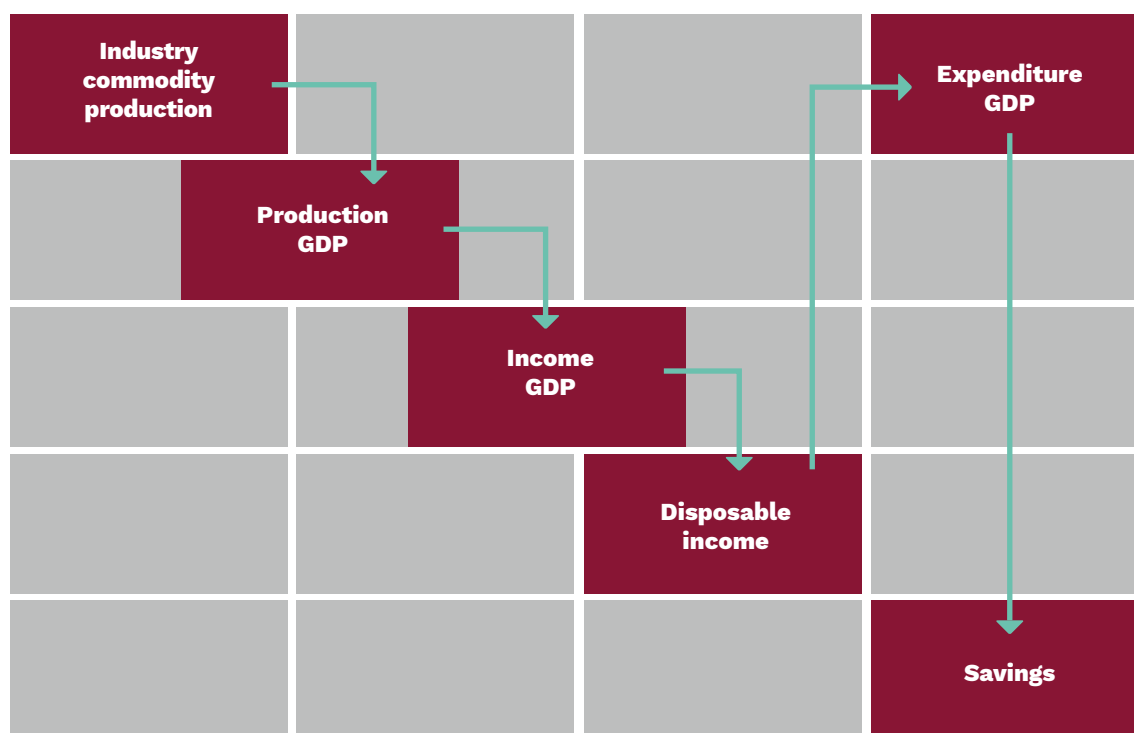 Industry
commodity
production
Expenditure
GDP
Production
GDP
Income
GDP
Disposable
income
Savings